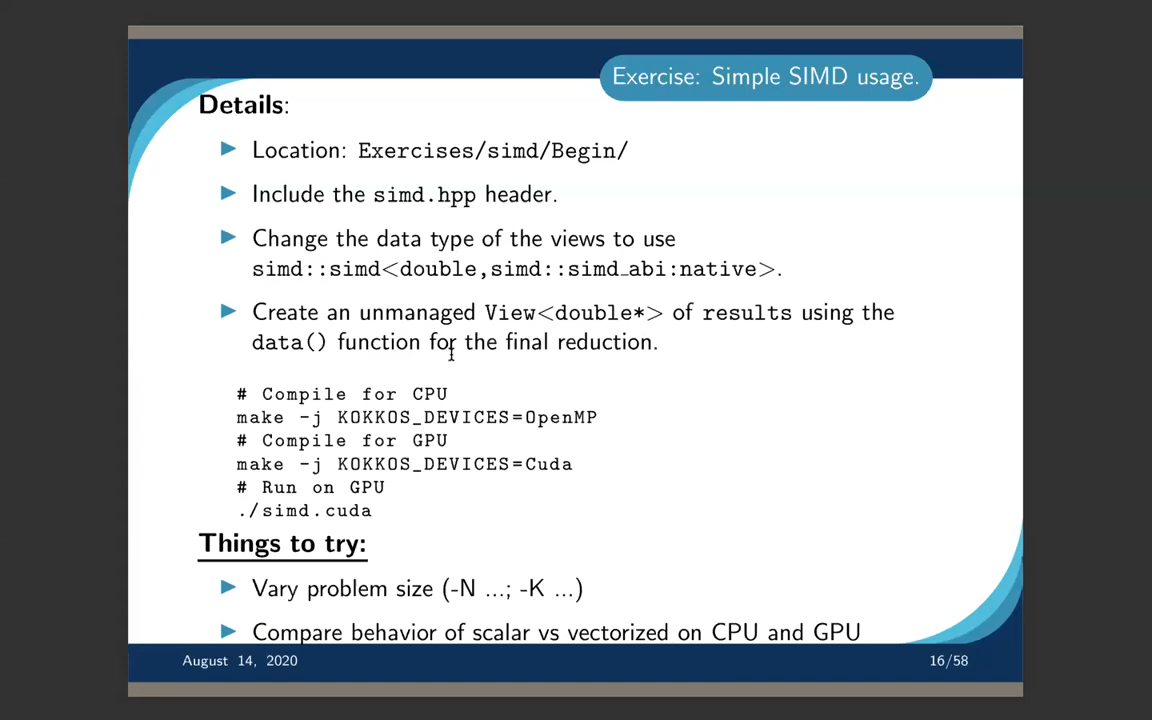 Exercise: Simple SIMD usage.
Details:
Location: Exercises/simd/Begin/
Include the simd.hpp header.
Change the data type of the views to use
simd::simd<double,simd::simd_abi:native>.
Create an unmanaged View<double*> of results using the
data() function for the final reduction.
# Compile for CPU
make -j KOKKOS_DEVICES=OpenMP
# Compile for GPU
make -j KOKKOS_DEVICES=Cuda
# Run on GPU
./simd.cuda
Things to try:
Vary problem size (-N ...; -K ...)
Compare behavior of scalar vs vectorized on CPU and GPU
August 14, 2020
16/58